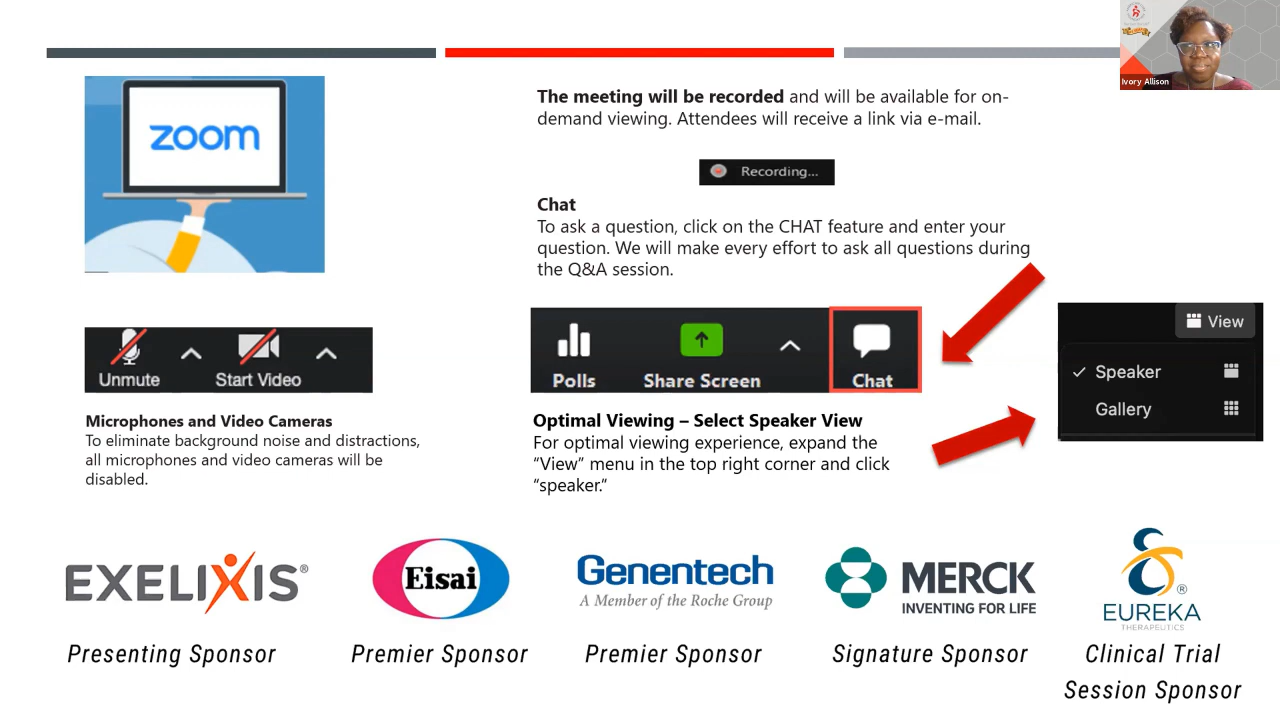 Ivory Allison
zoom
The meeting will be recorded and will be available for on-
demand viewing. Attendees will receive a link via e-mail.
Recording...
Chat
To ask a question, click on the CHAT feature and enter your
question. We will make every effort to ask all questions during
the Q&A session.
Unmute
Start Video
Polls
Share Screen
Chat
View
Speaker
Gallery
Microphones and Video Cameras
To eliminate background noise and distractions,
all microphones and video cameras will be
disabled.
Optimal Viewing – Select Speaker View
For optimal viewing experience, expand the
“View” menu in the top right corner and click
“speaker.“
EXELIXIS®
Presenting Sponsor
Eisai
Premier Sponsor
Genentech
A Member of the Roche Group
Premier Sponsor
MERCK
INVENTING FOR LIFE
Signature Sponsor
®
EUREKA
THERAPEUTICS
Clinical Trial
Session Sponsor